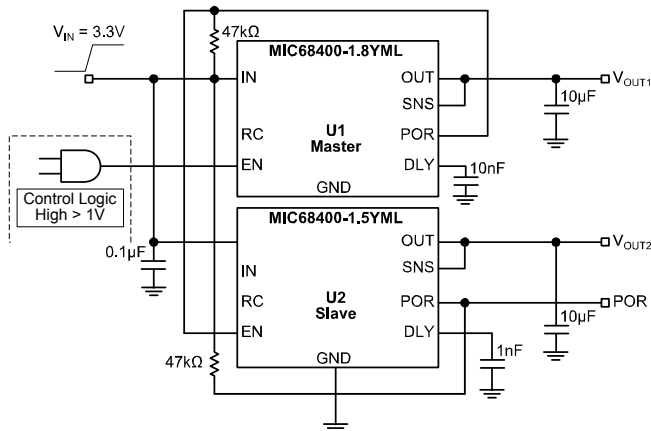 V_IN = 3.3V
47kΩ
MIC68400-1.8YML
IN
OUT
SNS
RC
U1
Master
POR
EN
DLY
GND
V_OUT1
10µF
10nF
Control Logic
High > 1V
0.1µF
MIC68400-1.5YML
OUT
IN
SNS
RC
U2
Slave
POR
EN
DLY
GND
V_OUT2
POR
10µF
1nF
47kΩ